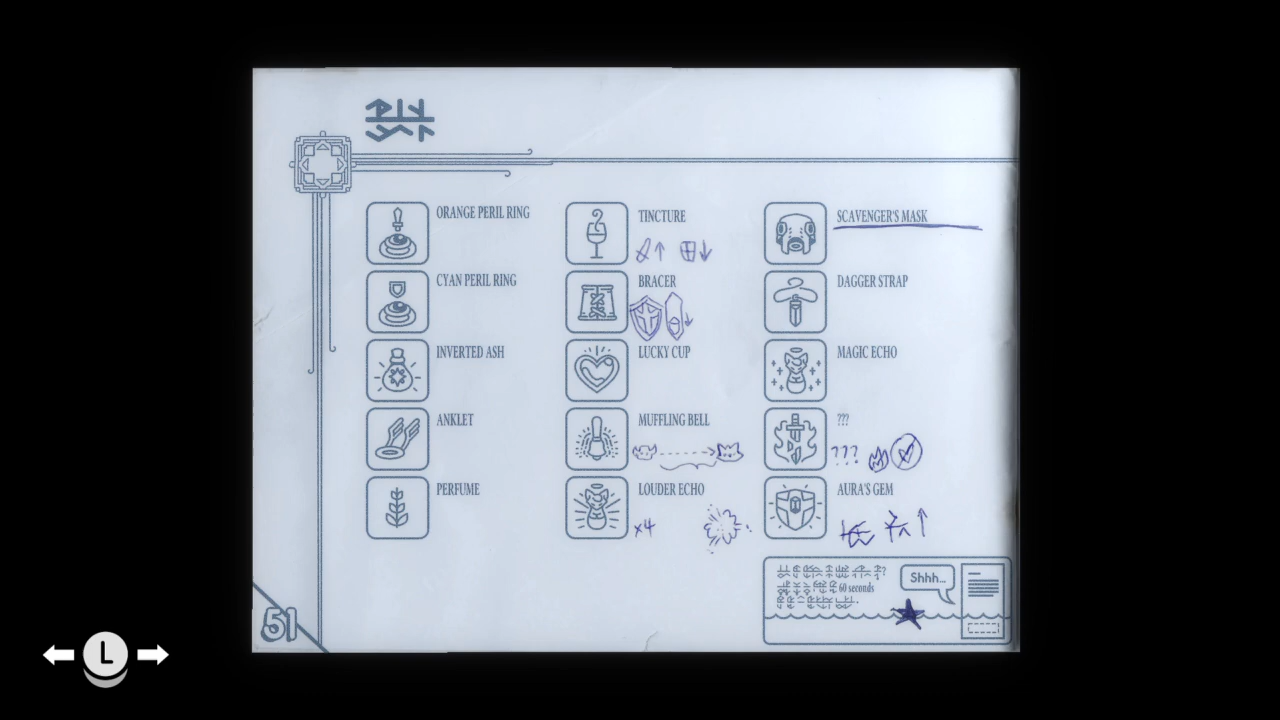 ORANGE PERIL RING
CYAN PERIL RING
INVERTED ASH
ANKLET
PERFUME
TINCTURE
BRACER
LUCKY CUP
MUFFLING BELL
LOUDER ECHO
x4
SCAVENGER'S MASK
DAGGER STRAP
MAGIC ECHO
???
???
AURA'S GEM
?
60 seconds
Shhh...
51
L